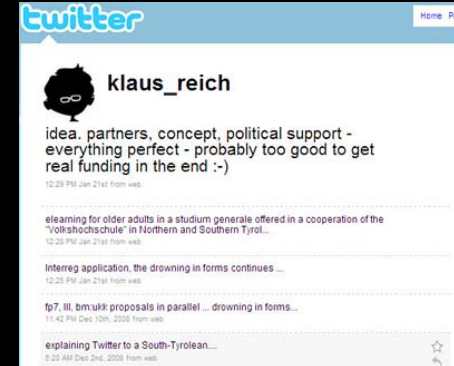 twitter
Home P
klaus_reich
idea. partners, concept, political support -
everything perfect - probably too good to get
real funding in the end :-)
12:29 PM Jan 21st from web
elearning for older adults in a studium generale offered in a cooperation of the
"Volkshochschule" in Northern and Southern Tyrol...
12:28 PM Jan 21st from web
Interreg application, the drowning in forms continues ...
12:25 PM Jan 21st from web
fp7, III, bm:ukk proposals in parallel ... drowning in forms...
11:42 PM Dec 10th, 2008 from web
explaining Twitter to a South-Tyrolean....
5:20 AM Dec 2nd, 2008 from web